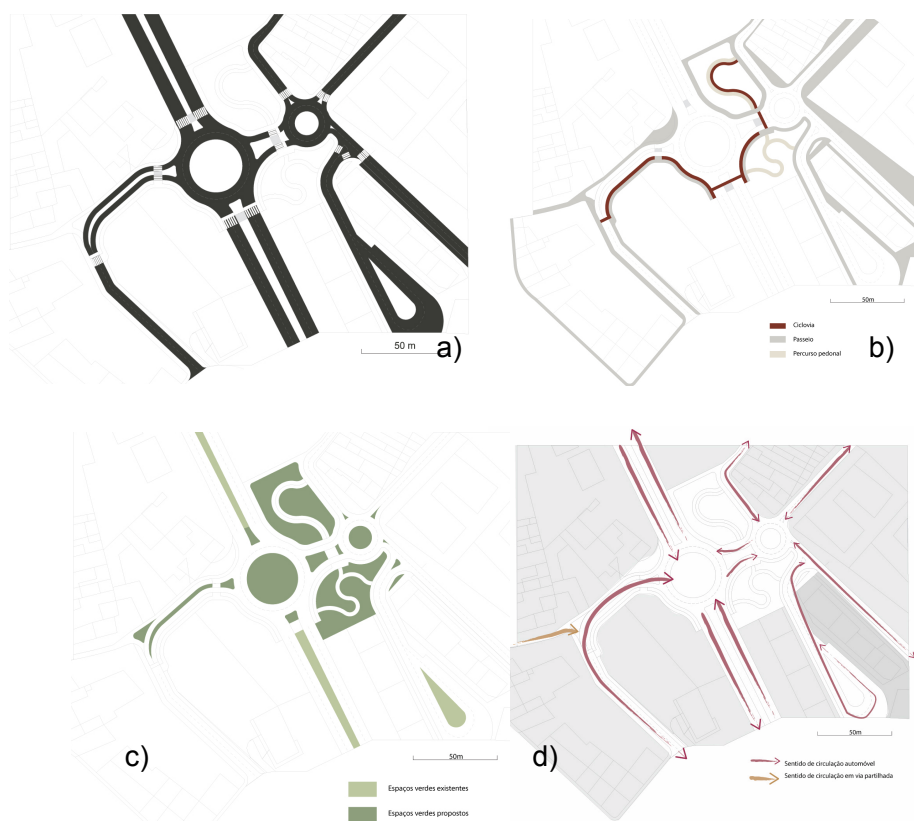 50 m
a)
50m
b)
Ciclovia
Passeio
Percurso pedonal
c)
50m
Espaços verdes existentes
Espaços verdes propostos
d)
50m
Sentido de circulação automóvel
Sentido de circulação em via partilhada